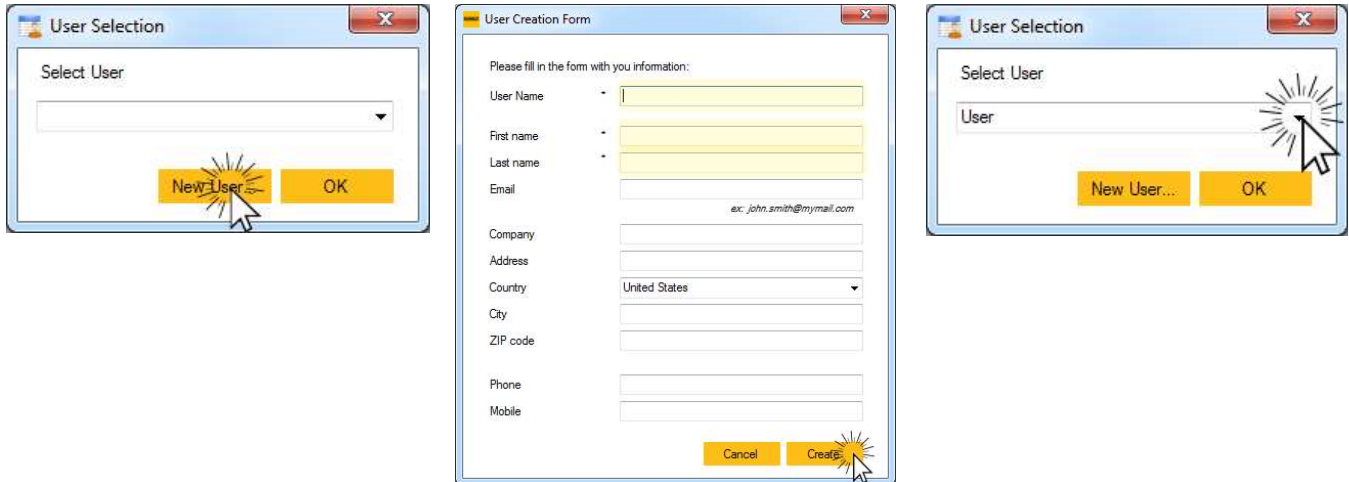 User Selection
Select User
New User...
OK
User Creation Form
Please fill in the form with you information:
User Name
First name
Last name
Email
ex: john.smith@mymail.com
Company
Address
Country United States
City
ZIP code
Phone
Mobile
Cancel Create
User Selection
Select User
User
New User... OK